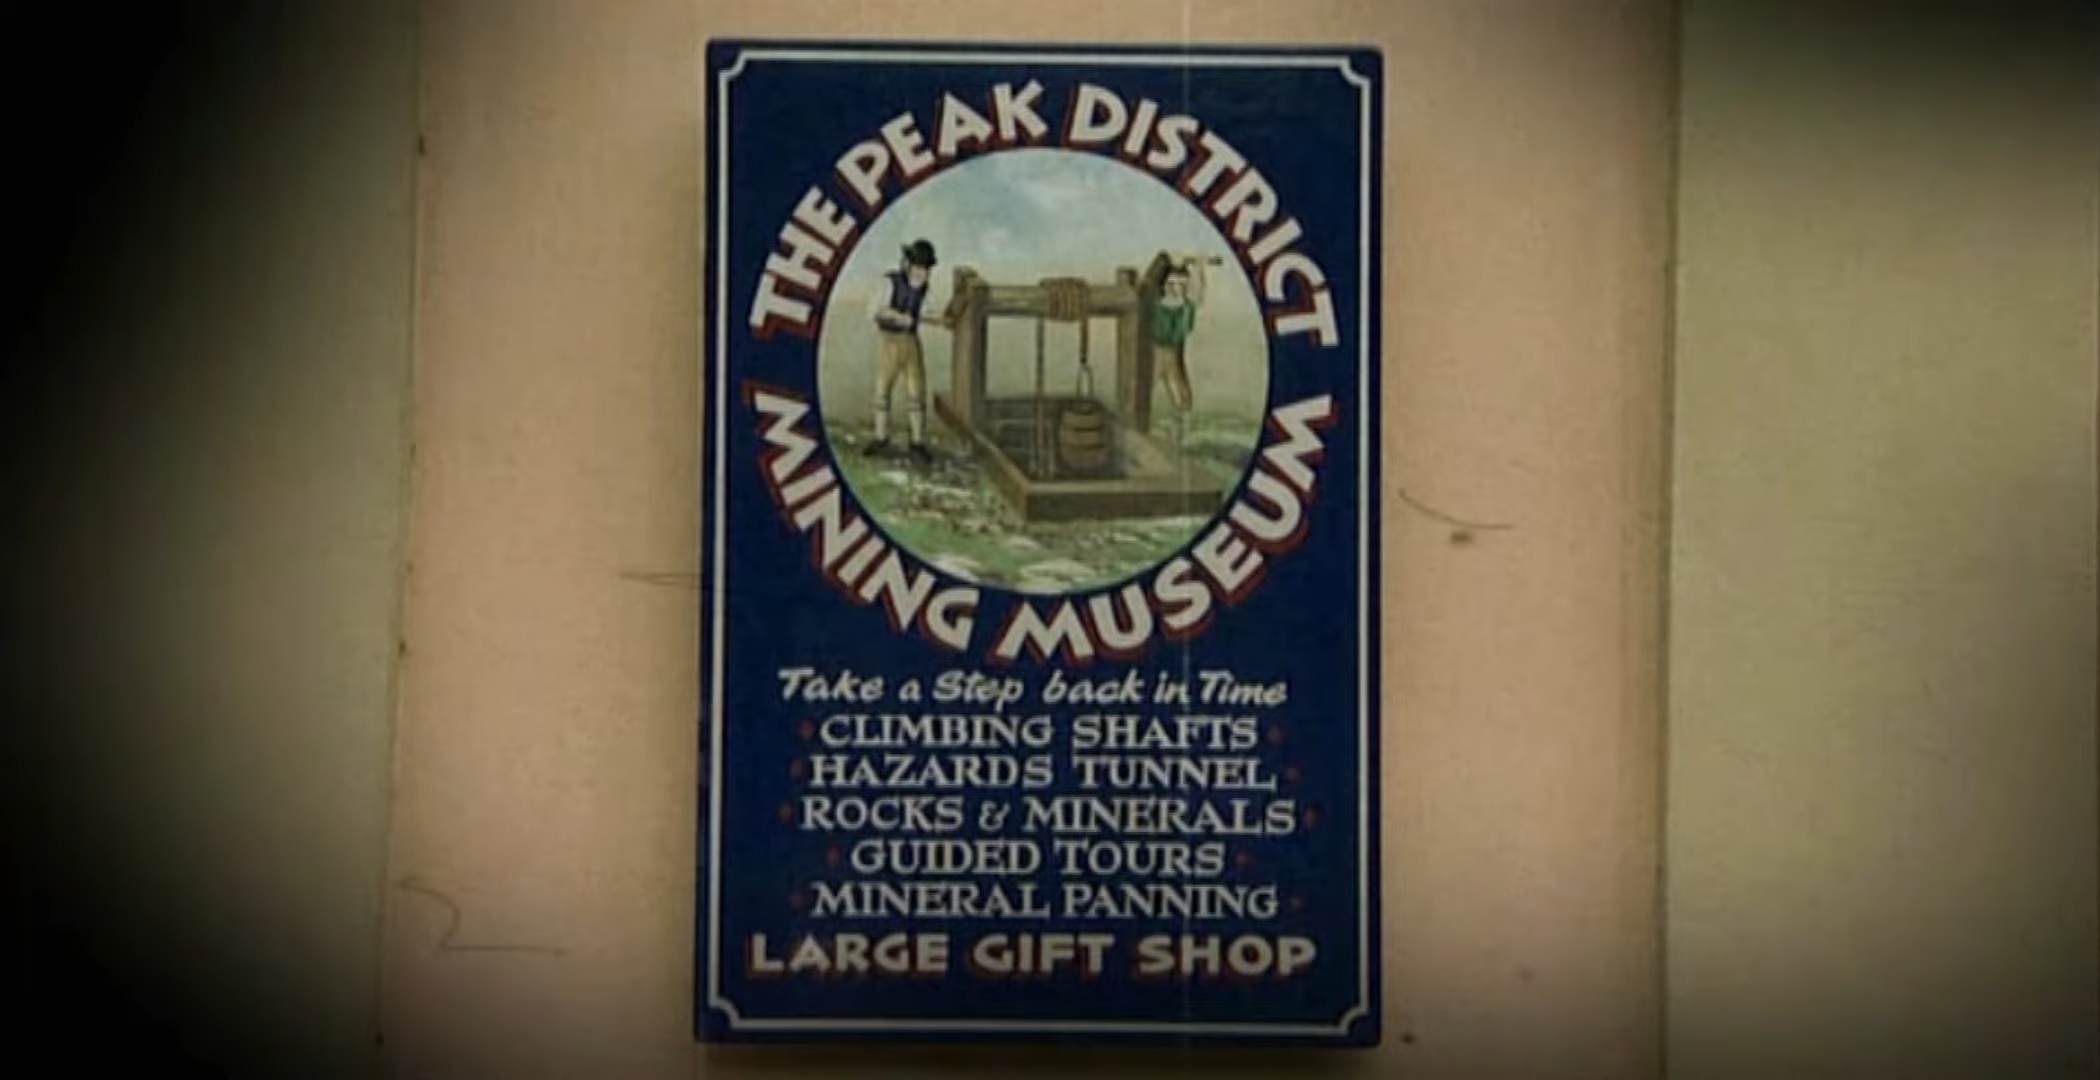 THE PEAK DISTRICT
MINING MUSEUM
Take a Step back in Time
CLIMBING SHAFTS
HAZARDS TUNNEL
ROCKS & MINERALS
GUIDED TOURS
MINERAL PANNING
LARGE GIFT SHOP